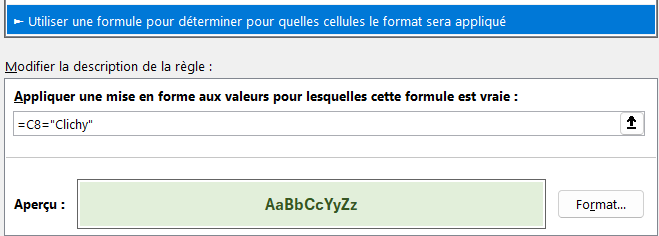 ► Utiliser une formule pour déterminer pour quelles cellules le format sera appliqué
Modifier la description de la règle :
Appliquer une mise en forme aux valeurs pour lesquelles cette formule est vraie :
=C8="Clichy"
Aperçu :
AaBbCcYyZz
Format...